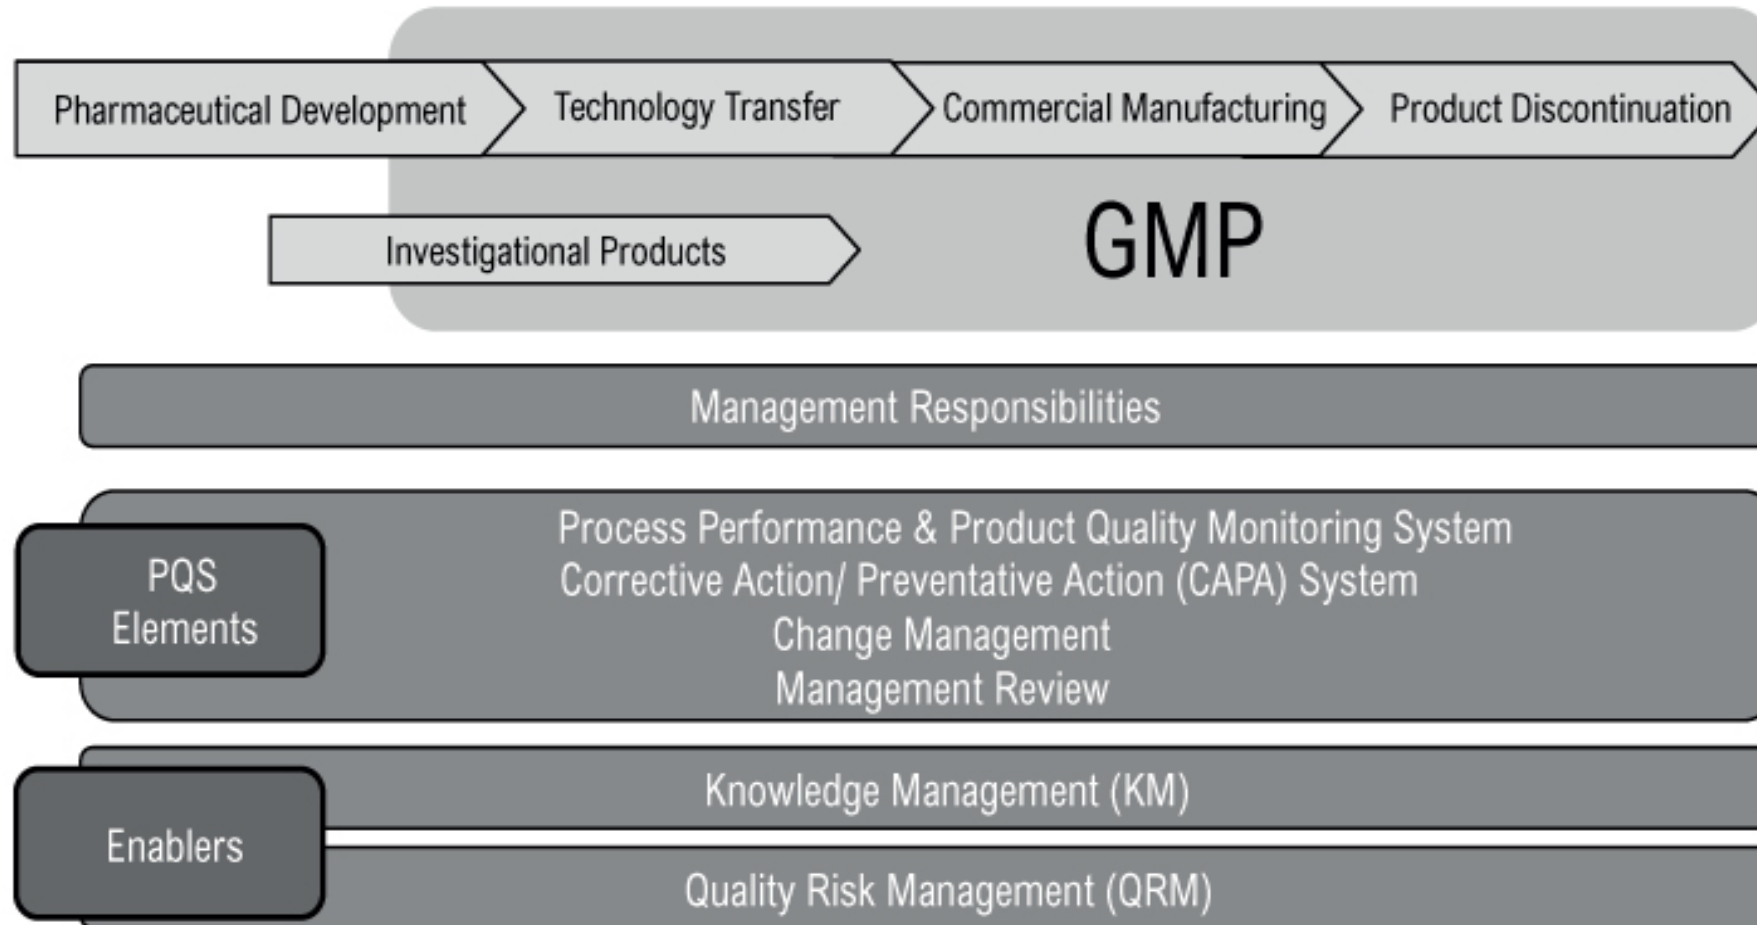 Pharmaceutical Development
Technology Transfer
Commercial Manufacturing
Product Discontinuation
Investigational Products
GMP
Management Responsibilities
PQS
Elements
Process Performance & Product Quality Monitoring System
Corrective Action/ Preventative Action (CAPA) System
Change Management
Management Review
Enablers
Knowledge Management (KM)
Quality Risk Management (QRM)